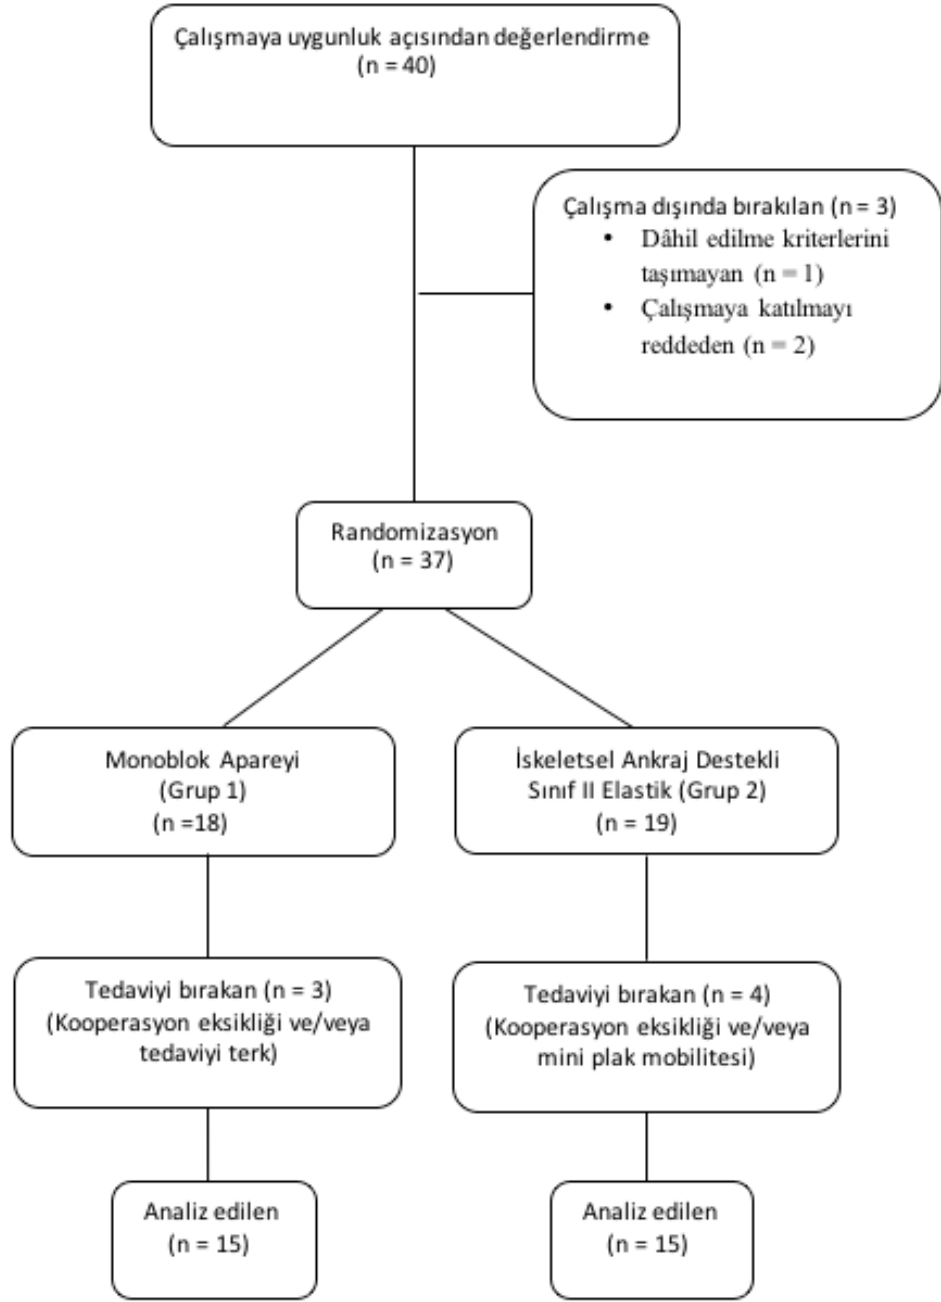 Çalışmaya uygunluk açısından değerlendirme
(n = 40)
Çalışma dışında bırakılan (n = 3)
• Dâhil edilme kriterlerini
taşımayan (n = 1)
• Çalışmaya katılmayı
reddeden (n = 2)
Randomizasyon
(n = 37)
Monoblok Apareyi
(Grup 1)
(n =18)
İskeletsel Ankraj Destekli
Sınıf II Elastik (Grup 2)
(n = 19)
Tedaviyi bırakan (n = 3)
(Kooperasyon eksikliği ve/veya
tedaviyi terk)
Tedaviyi bırakan (n = 4)
(Kooperasyon eksikliği ve/veya
mini plak mobilitesi)
Analiz edilen
(n = 15)
Analiz edilen
(n = 15)